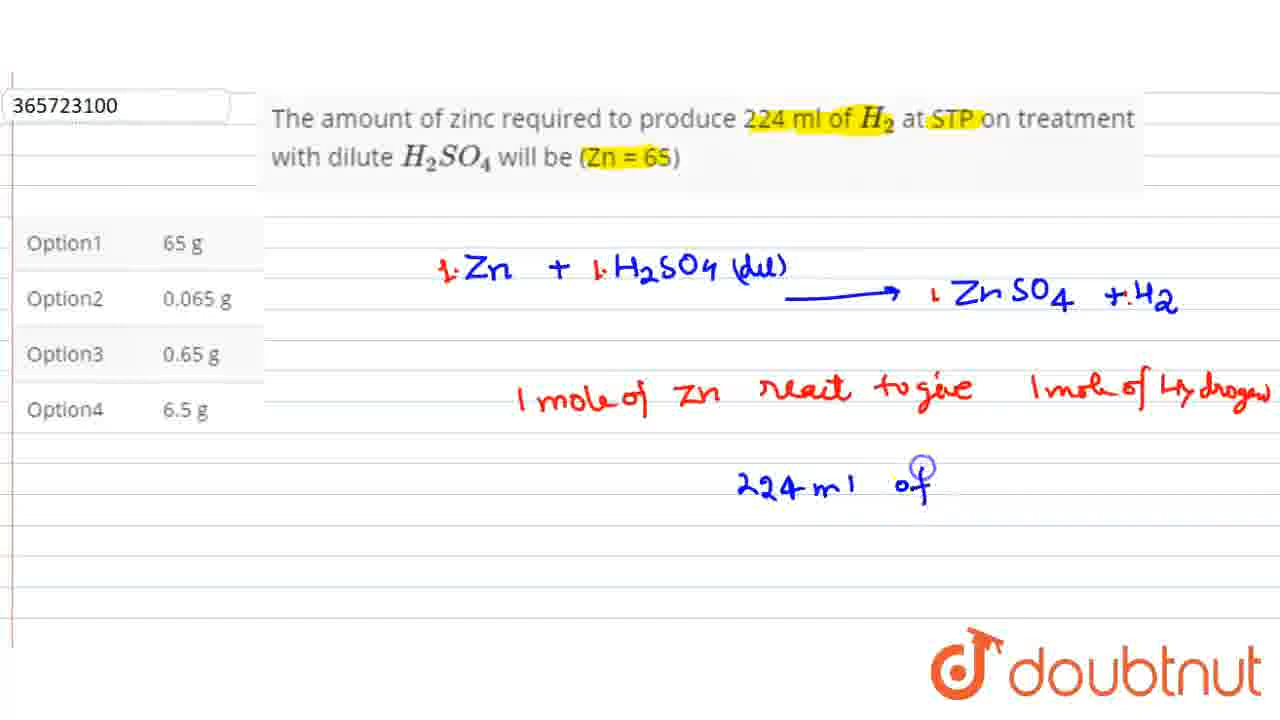 365723100
The amount of zinc required to produce 224 ml of H₂ at STP on treatment
with dilute H₂SO₄ will be (Zn = 65)
Option1 65 g
Option2 0.065 g
Option3 0.65 g
Option4 6.5 g
1. Zn + 1. H₂SO₄ (dil)
⟶ 1 ZnSO₄ + 1. H₂
1 mole of Zn react to give 1 mole of Hydrogen
224 ml of
doubtnut